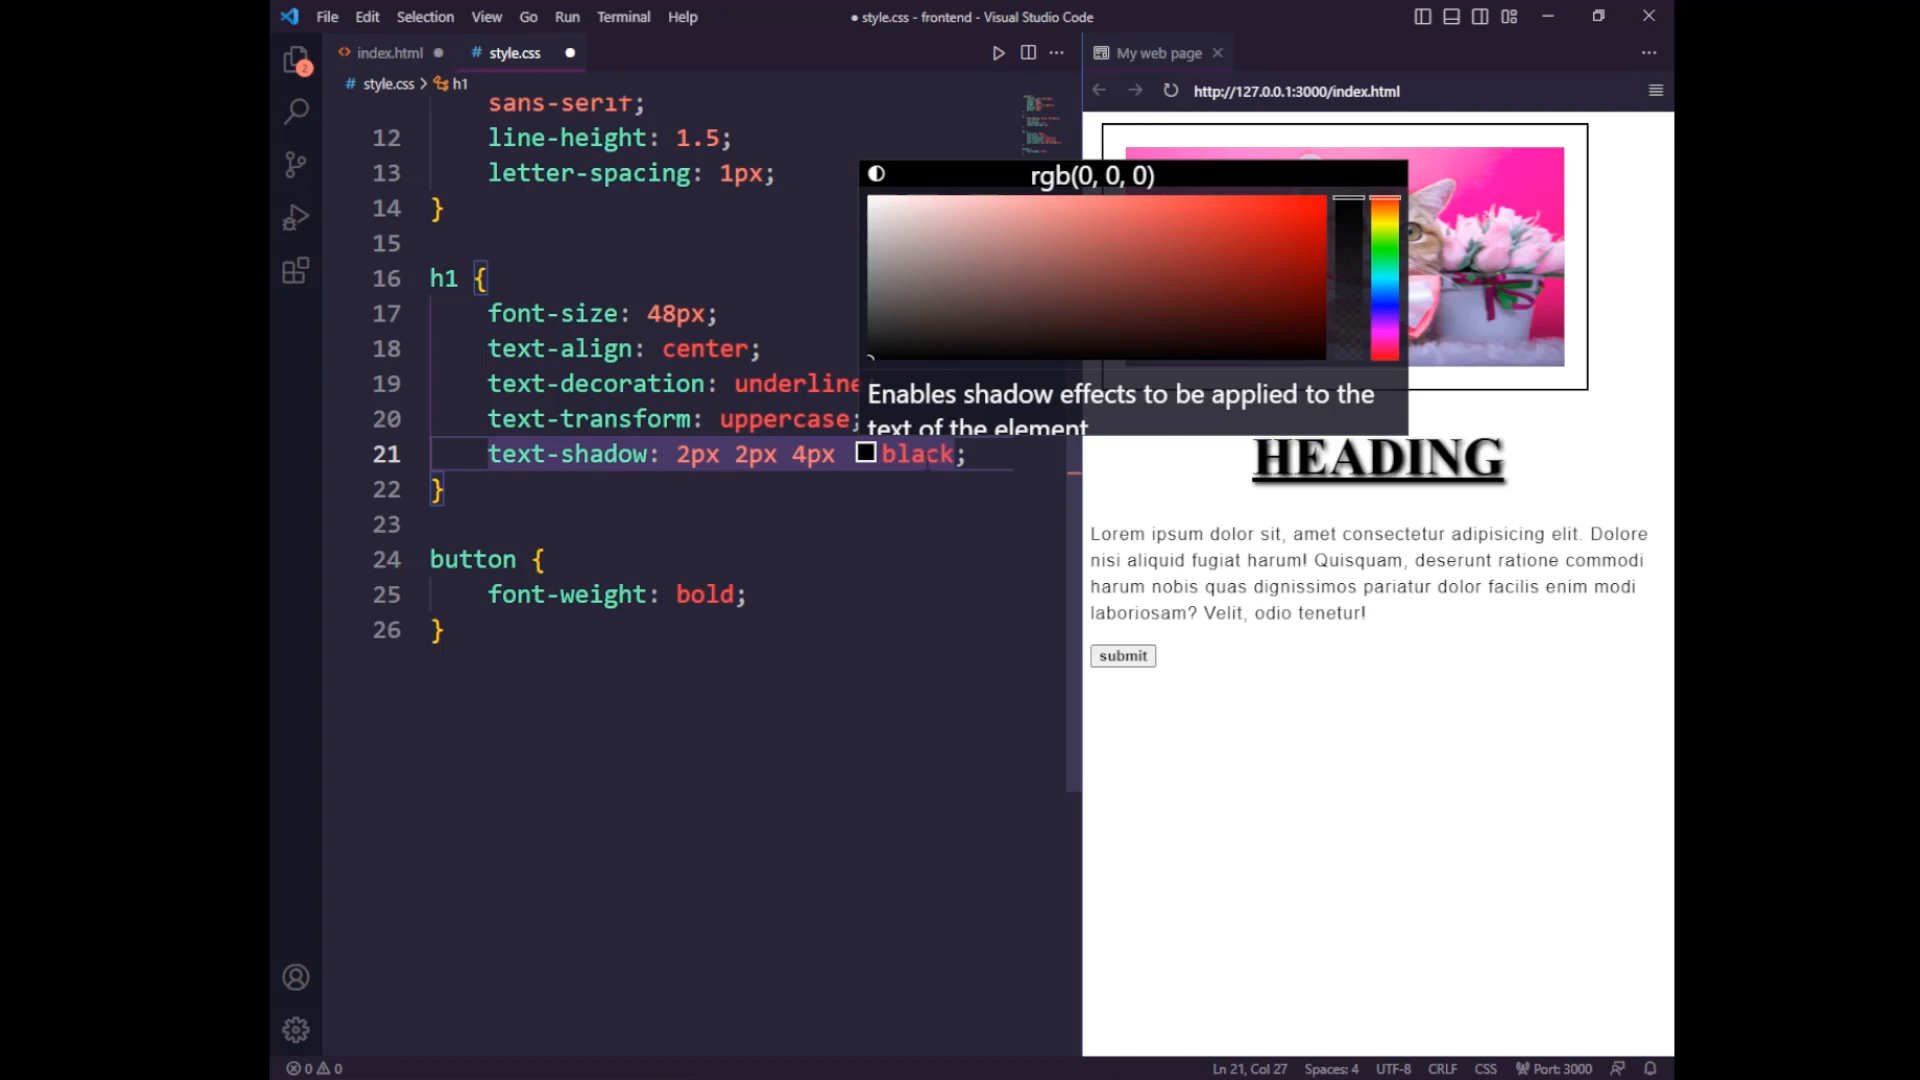 File Edit Selection View Go Run Terminal Help
● style.css - frontend - Visual Studio Code
index.html ● # style.css ●
My web page
2
# style.css > h1
http://127.0.0.1:3000/index.html
sans-serif;
12 line-height: 1.5;
13 letter-spacing: 1px;
14 }
15
16 h1 {
17 font-size: 48px;
18 text-align: center;
19 text-decoration: underline
20 text-transform: uppercase;
21 text-shadow: 2px 2px 4px black;
22 }
23
24 button {
25 font-weight: bold;
26 }
rgb(0, 0, 0)
Enables shadow effects to be applied to the
text of the element
HEADING
Lorem ipsum dolor sit, amet consectetur adipisicing elit. Dolore
nisi aliquid fugiat harum! Quisquam, deserunt ratione commodi
harum nobis quas dignissimos pariatur dolor facilis enim modi
laboriosam? Velit, odio tenetur!
submit
0 0
Ln 21, Col 27 Spaces: 4 UTF-8 CRLF CSS Port: 3000